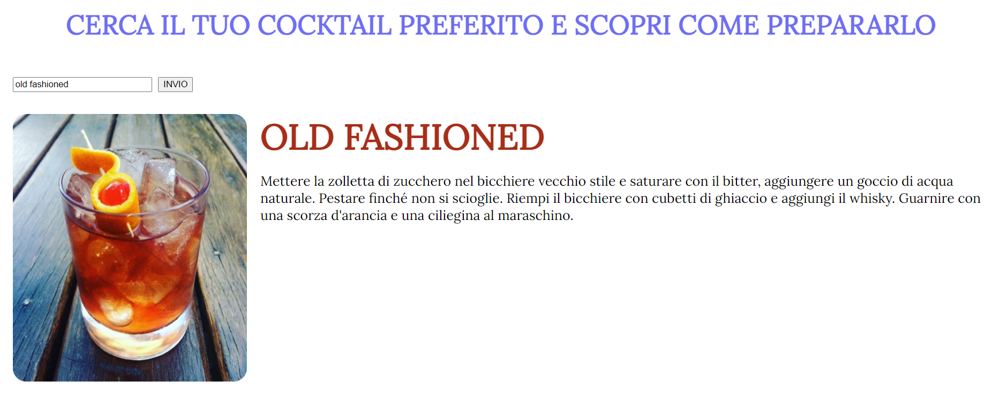 CERCA IL TUO COCKTAIL PREFERITO E SCOPRI COME PREPARARLO
old fashioned INVIO
OLD FASHIONED
Mettere la zolletta di zucchero nel bicchiere vecchio stile e saturare con il bitter, aggiungere un goccio di acqua
naturale. Pestare finché non si scioglie. Riempi il bicchiere con cubetti di ghiaccio e aggiungi il whisky. Guarnire con
una scorza d'arancia e una ciliegina al maraschino.